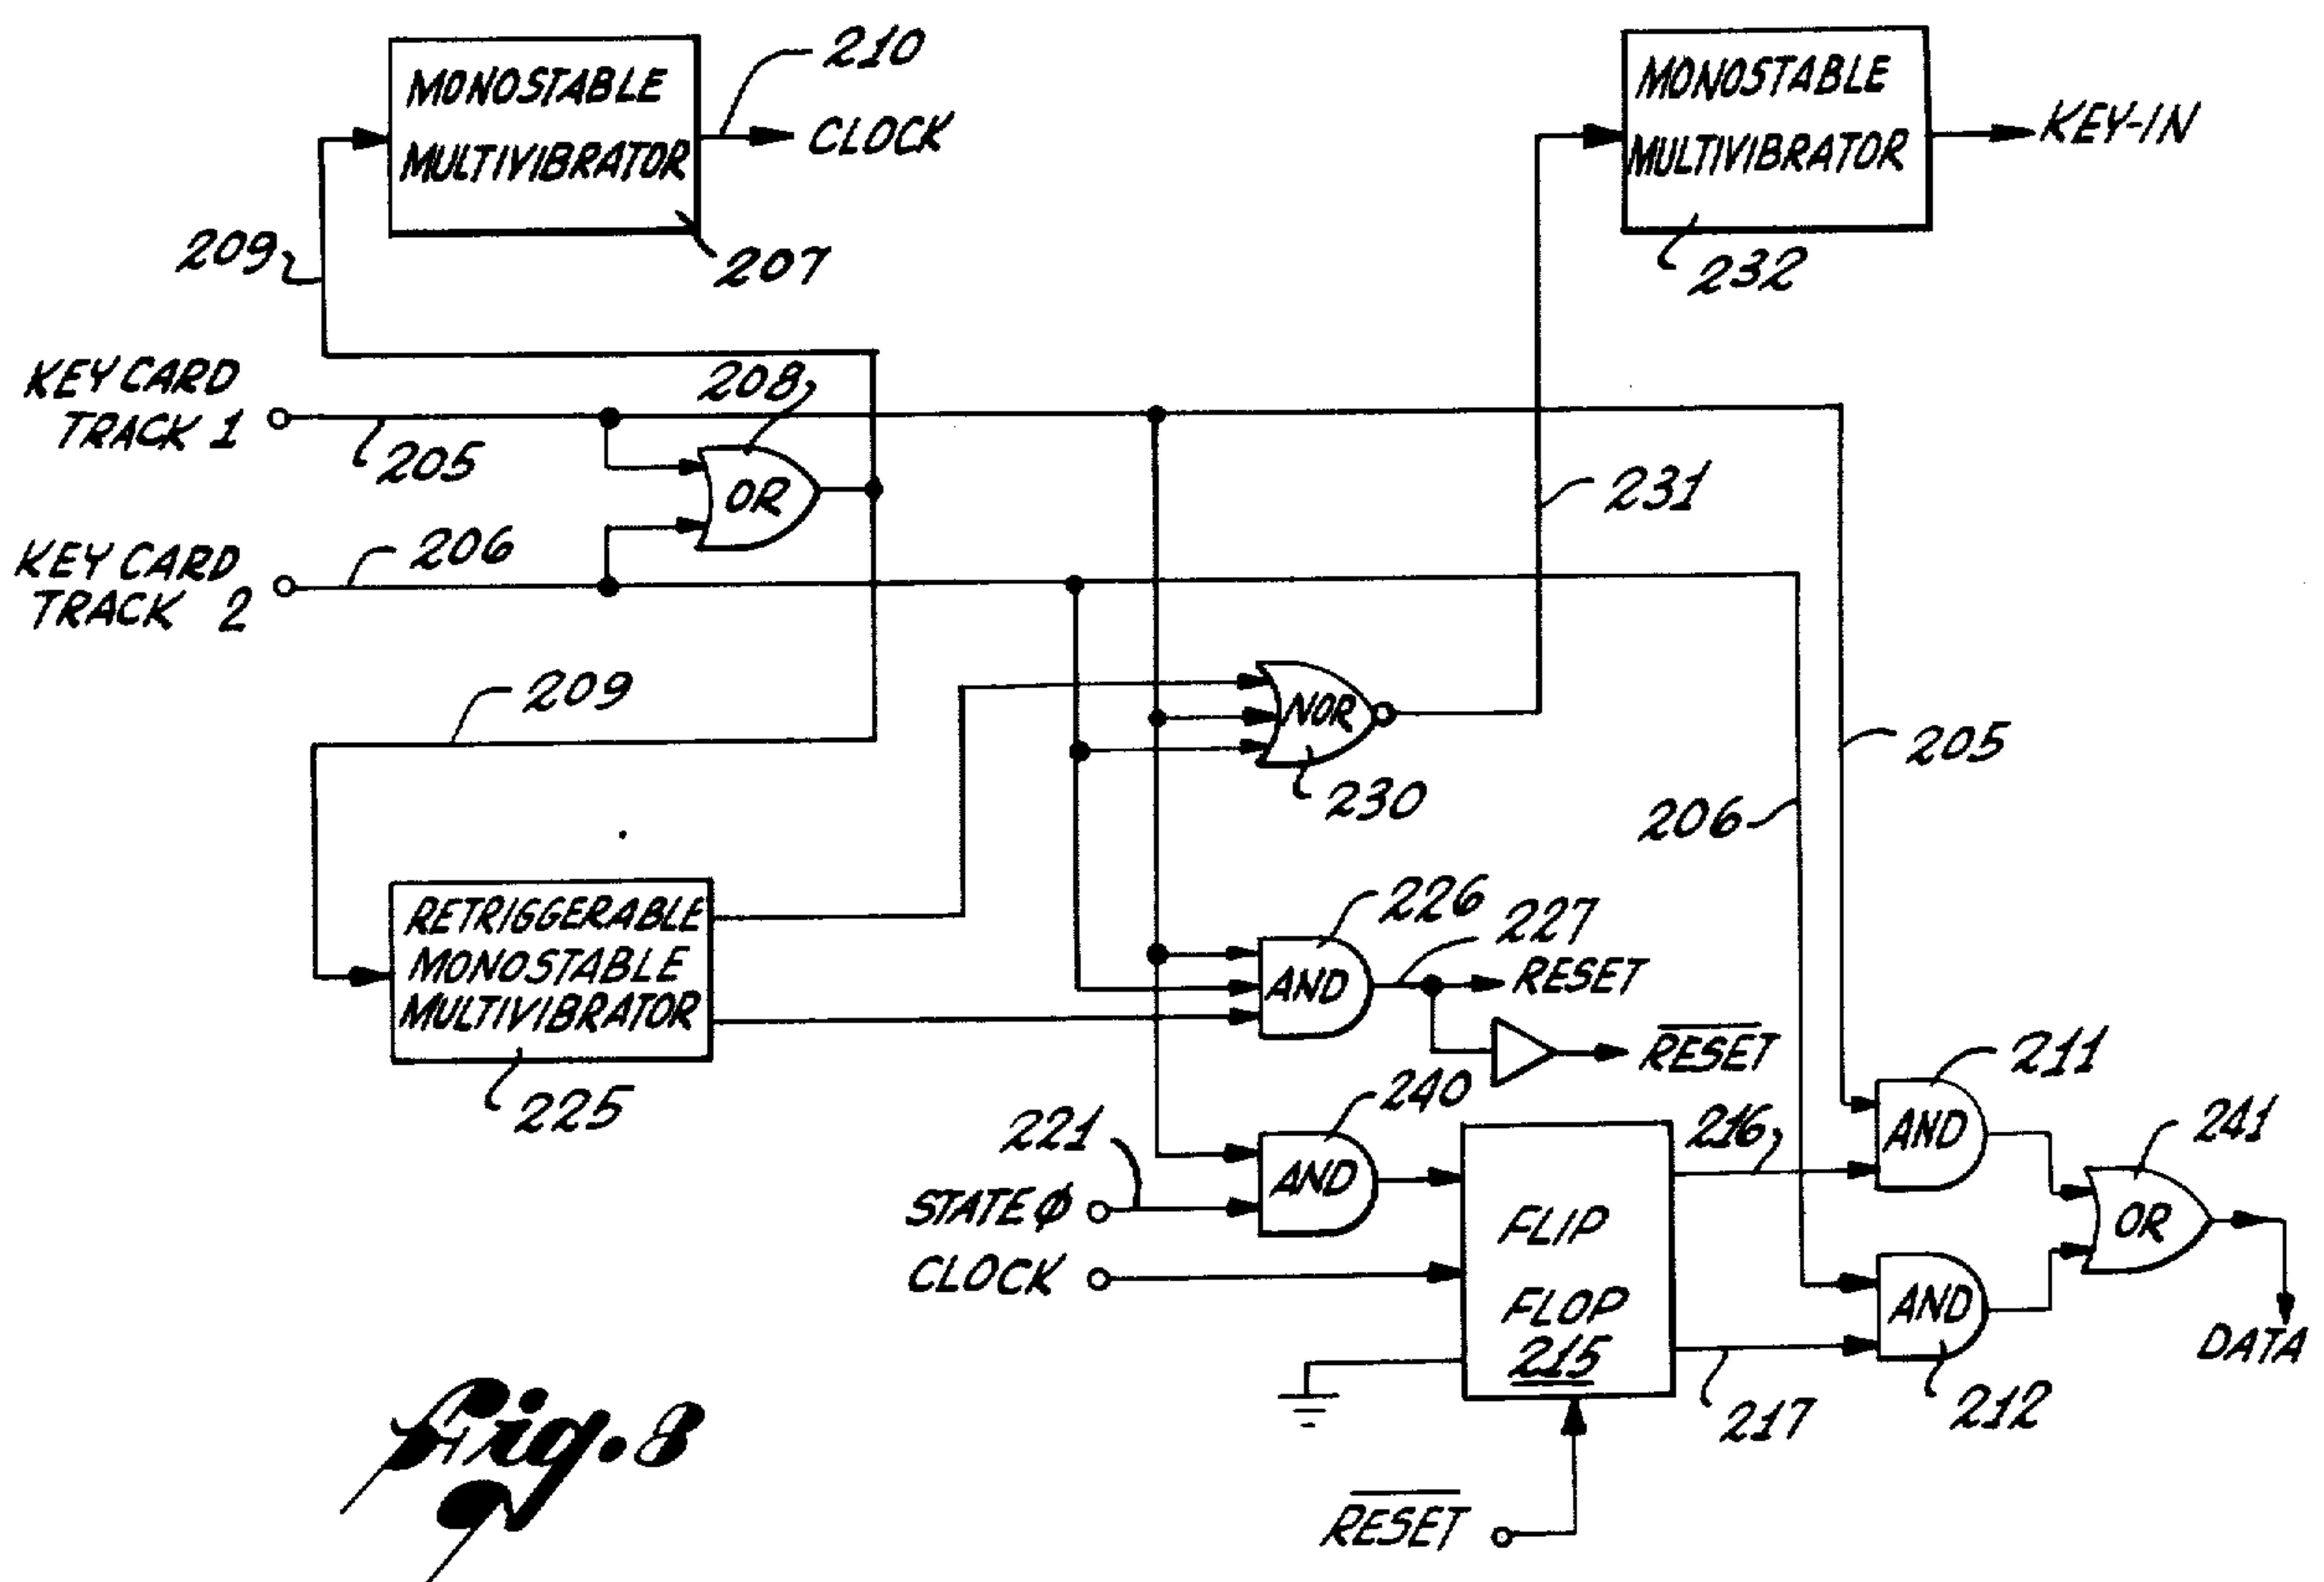 MONOSTABLE
MULTIVIBRATOR
210
CLOCK
207
209
MONOSTABLE
MULTIVIBRATOR
KEY-IN
232
KEY CARD
TRACK 1
205
208
OR
KEY CARD
TRACK 2
206
231
209
NOR
230
205
206
RETRIGGERABLE
MONOSTABLE
MULTIVIBRATOR
225
226
227
AND
RESET
R̅E̅S̅E̅T̅
240
221
AND
STATE ϕ
CLOCK
FLIP
FLOP
215
216
217
211
AND
241
OR
AND
212
DATA
R̅E̅S̅E̅T̅
Fig. 8